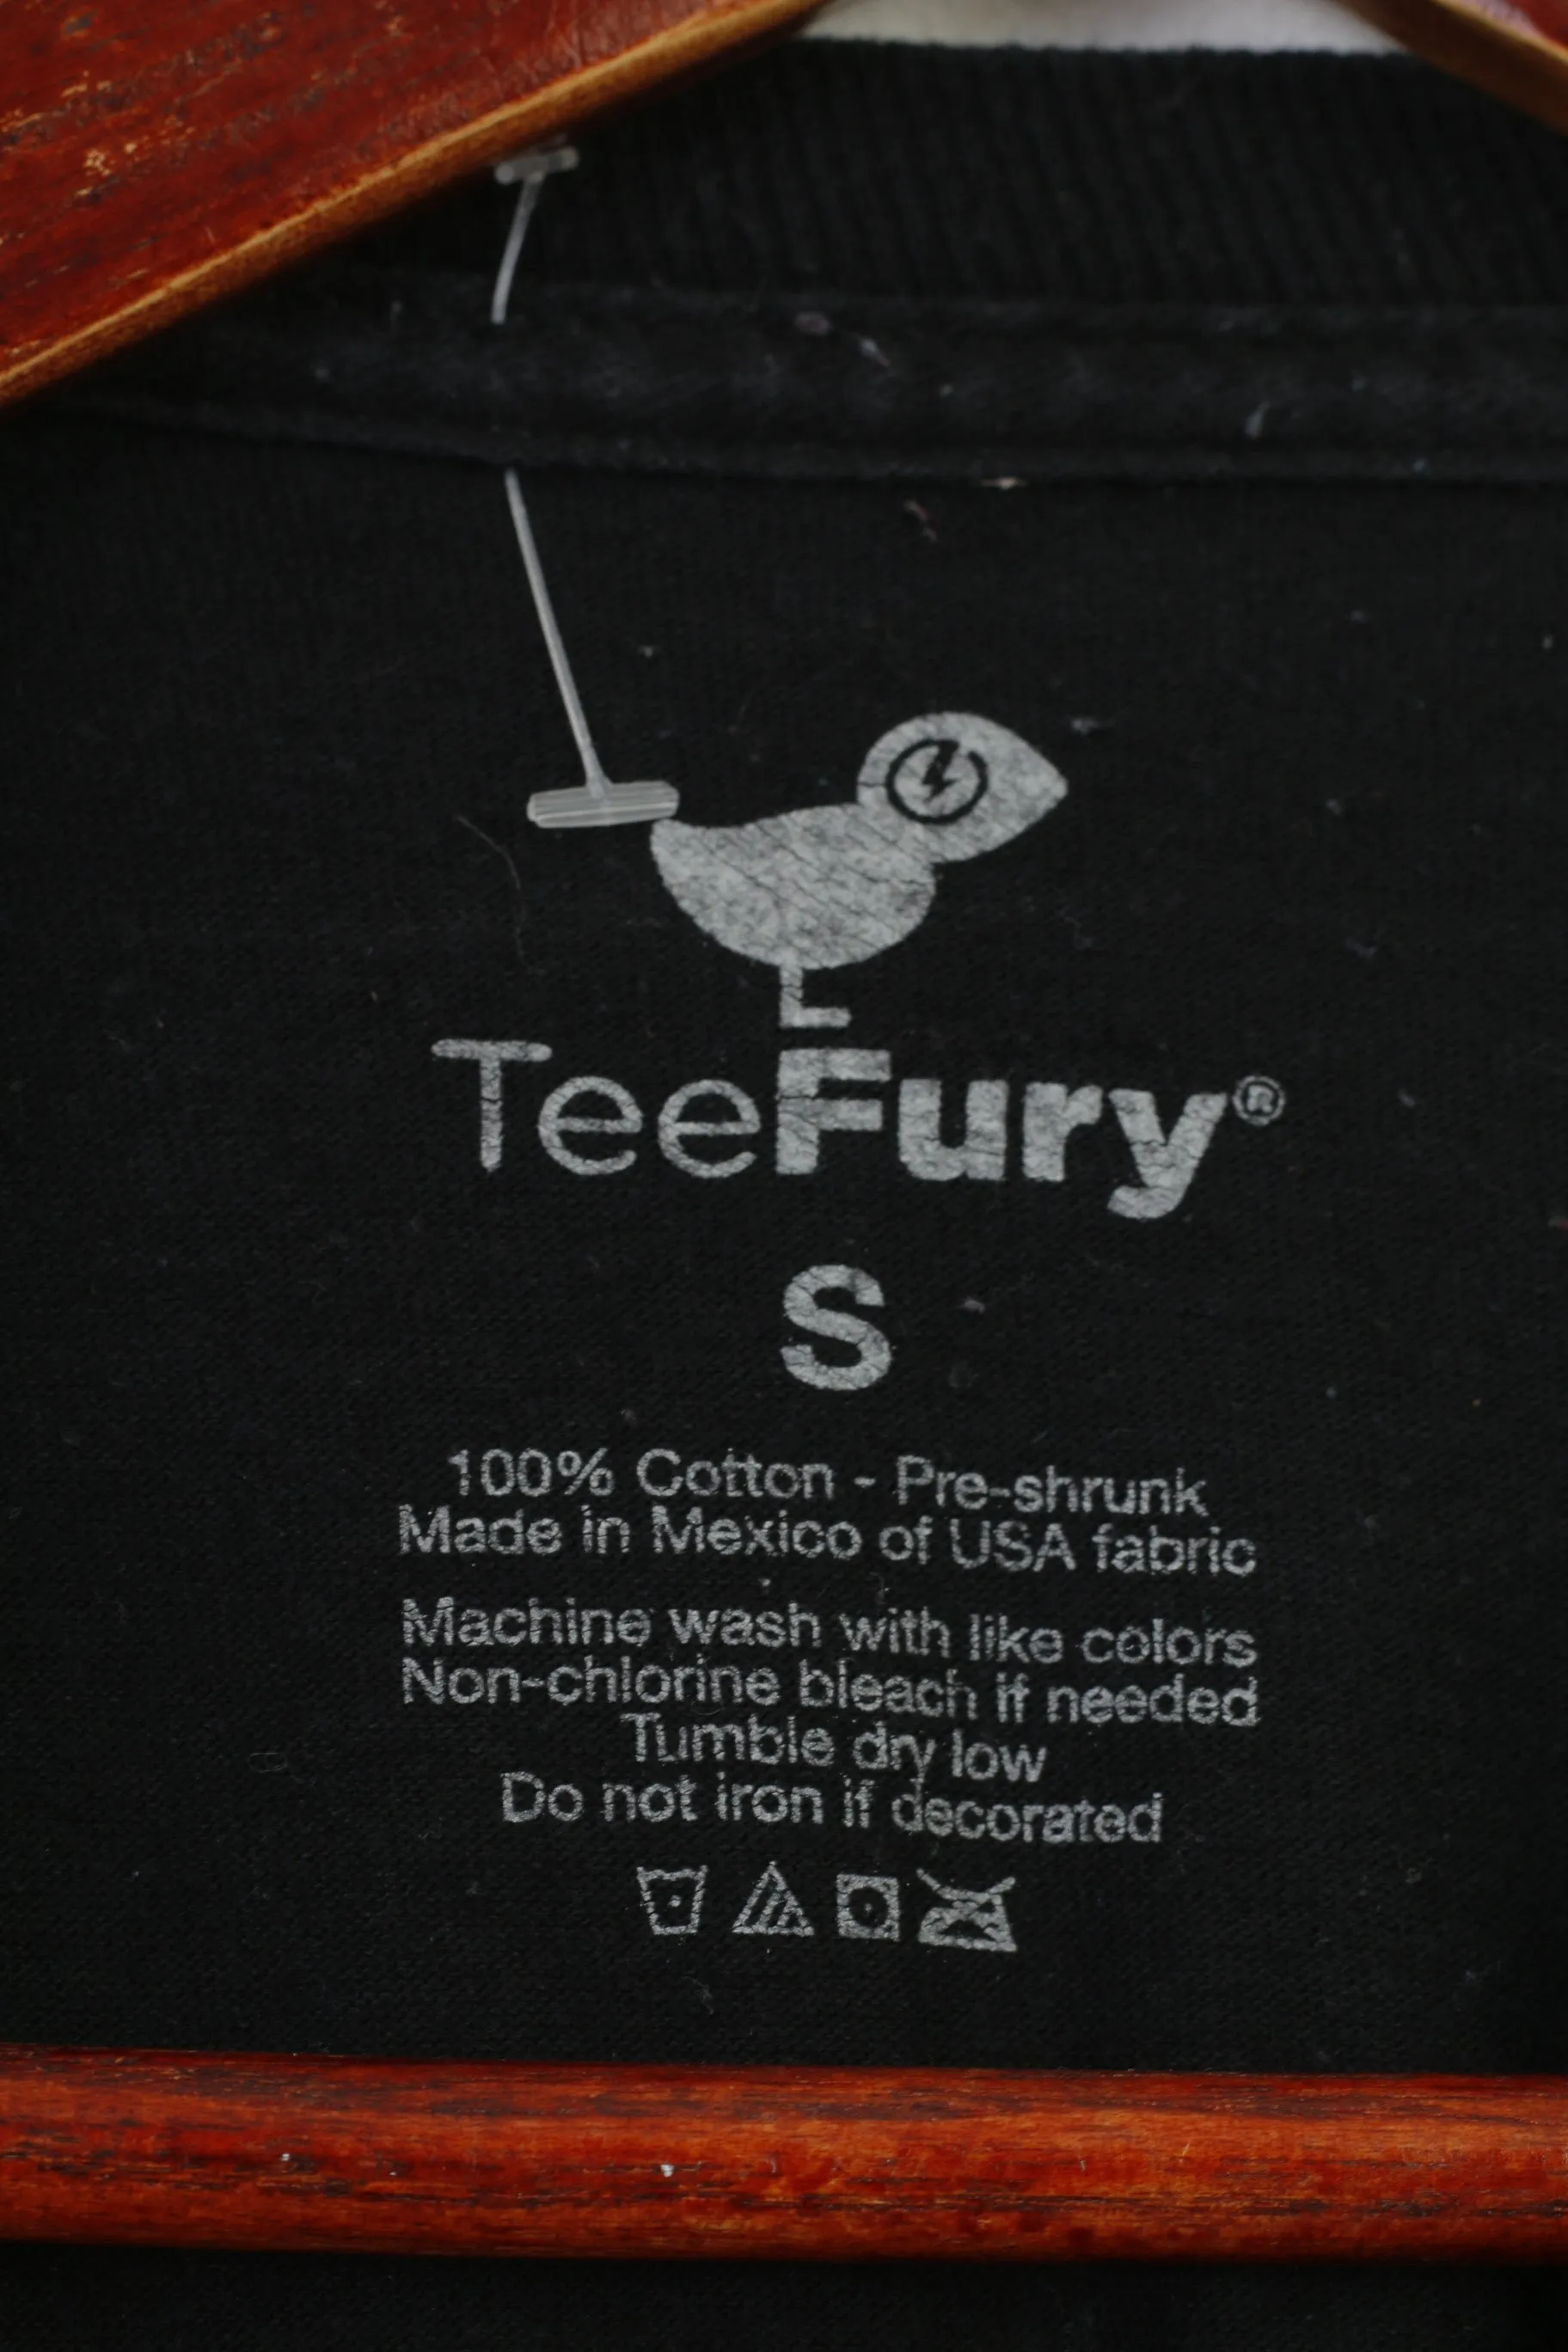 TeeFury®
S
100% Cotton - Pre-shrunk
Made in Mexico of USA fabric
Machine wash with like colors
Non-chlorine bleach if needed
Tumble dry low
Do not iron if decorated